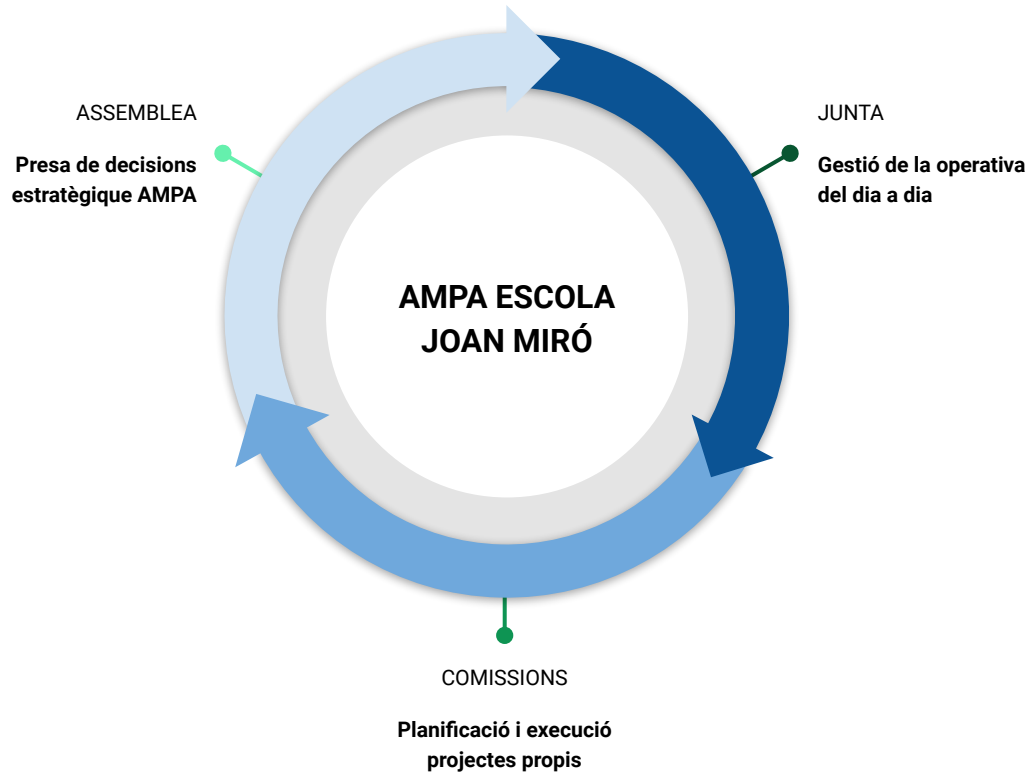 ASSEMBLEA
Presa de decisions
estratègique AMPA
JUNTA
Gestió de la operativa
del dia a dia
AMPA ESCOLA
JOAN MIRÓ
COMISSIONS
Planificació i execució
projectes propis